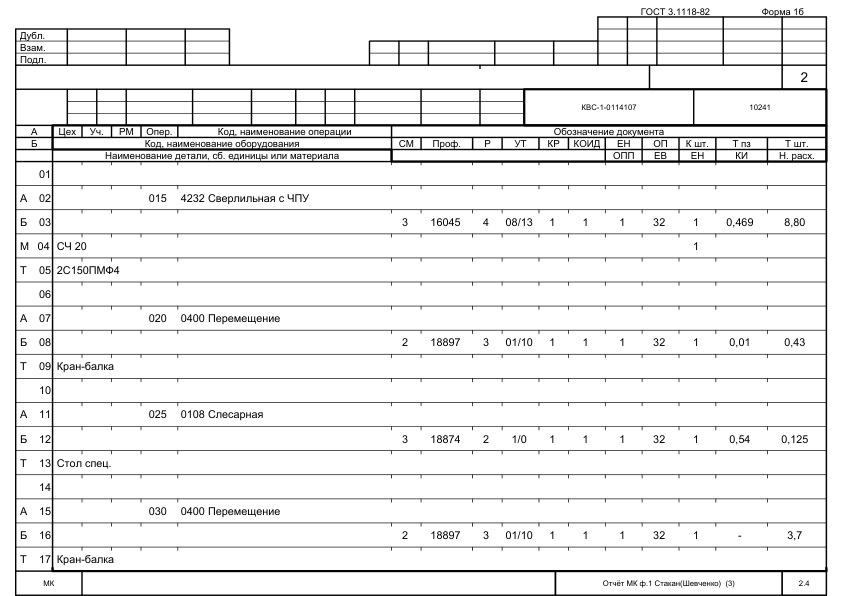 ГОСТ 3.1118-82 Форма 1б
Дубл.
Взам.
Подл.
2
КВС-1-0114107 10241
А Цех Уч. РМ Опер. Код, наименование операции Обозначение документа
Б Код, наименование оборудования СМ Проф. Р УТ КР КОИД ЕН ОП К шт. Т пз Т шт.
Наименование детали, сб. единицы или материала ОПП ЕВ ЕН КИ Н. расх.
01
А 02 015 4232 Сверлильная с ЧПУ
Б 03 3 16045 4 08/13 1 1 1 32 1 0,469 8,80
М 04 СЧ 20 1
Т 05 2С150ПМФ4
06
А 07 020 0400 Перемещение
Б 08 2 18897 3 01/10 1 1 1 32 1 0,01 0,43
Т 09 Кран-балка
10
А 11 025 0108 Слесарная
Б 12 3 18874 2 1/0 1 1 1 32 1 0,54 0,125
Т 13 Стол спец.
14
А 15 030 0400 Перемещение
Б 16 2 18897 3 01/10 1 1 1 32 1 - 3,7
Т 17 Кран-балка
МК Отчёт МК ф.1 Стакан(Шевченко) (3) 2.4